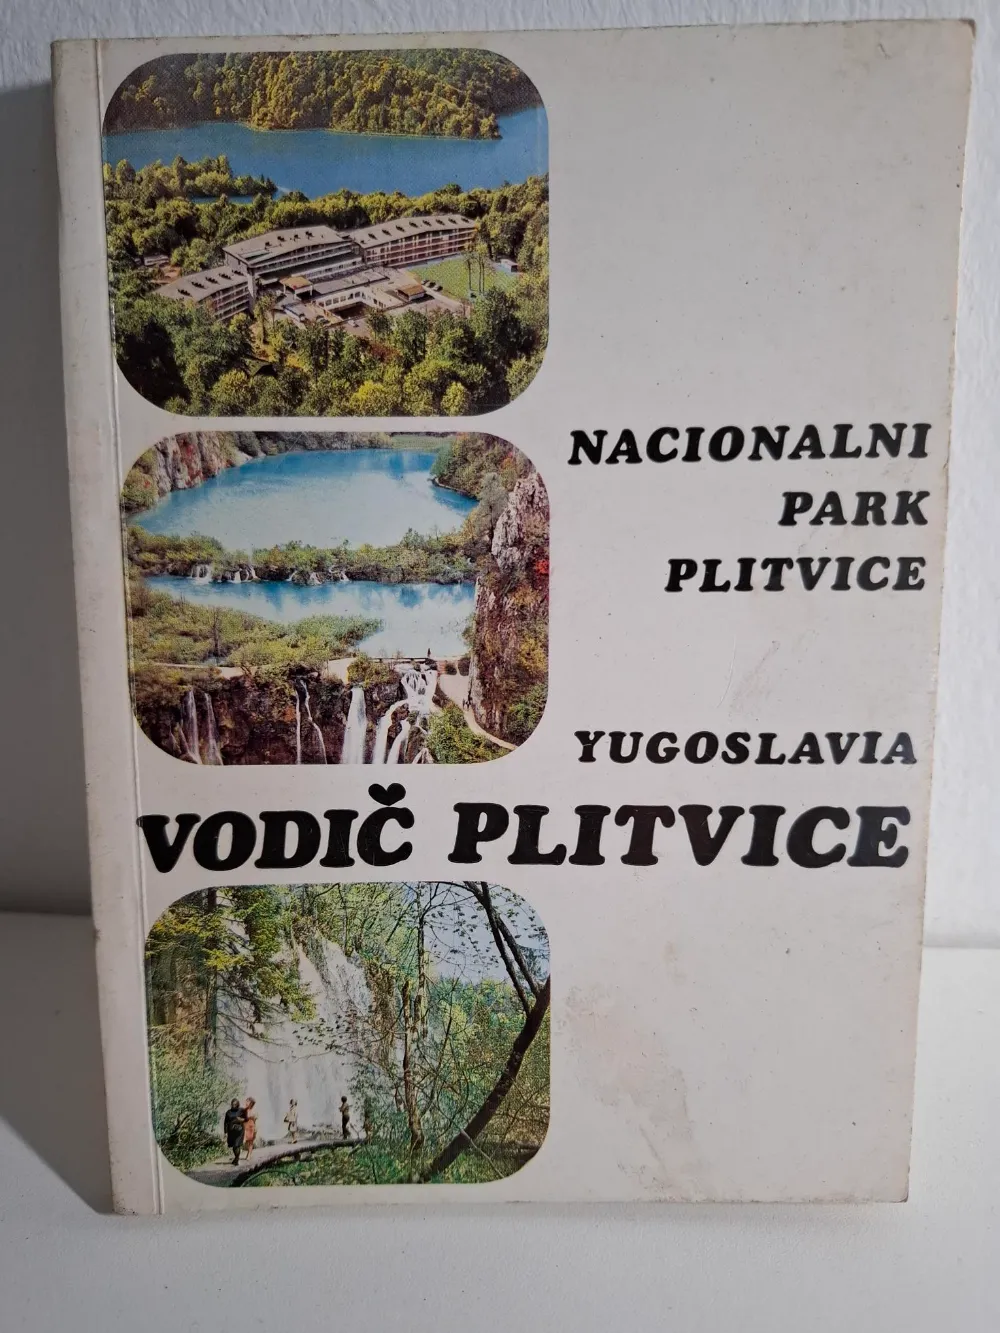 NACIONALNI
PARK
PLITVICE
YUGOSLAVIA
VODIČ PLITVICE